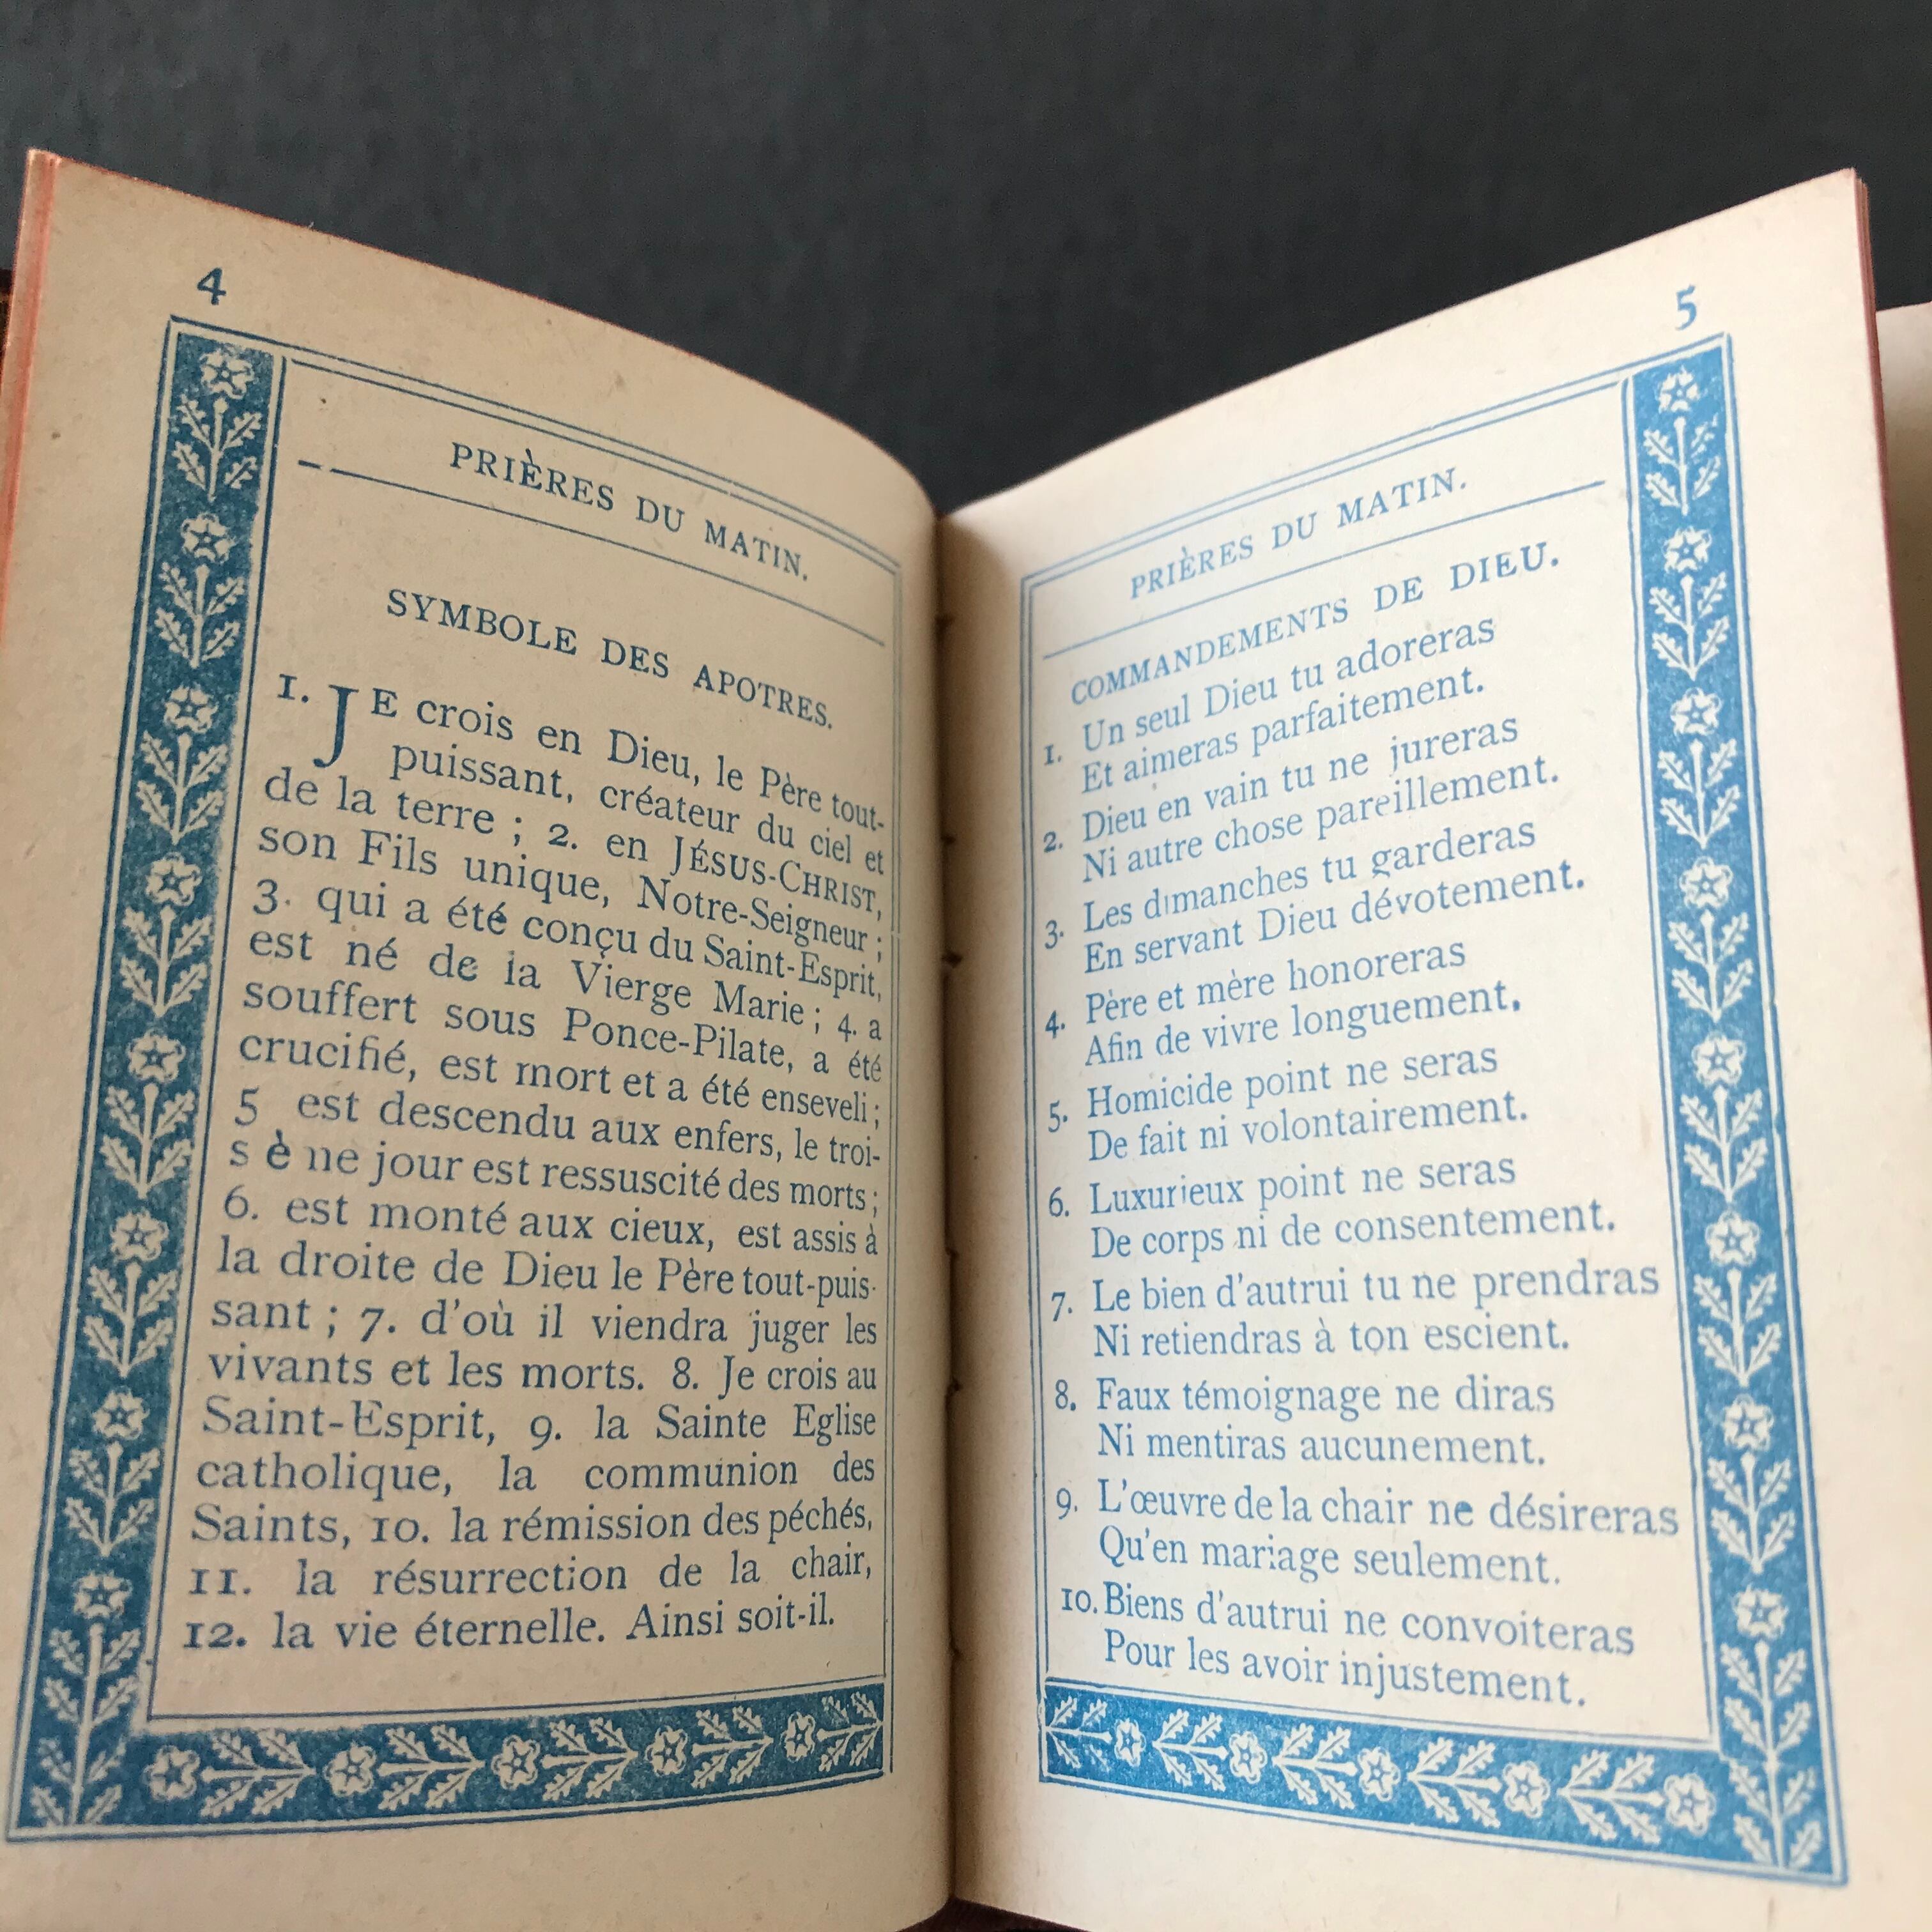 4
PRIÈRES DU MATIN.
SYMBOLE DES APOTRES.
1. JE crois en Dieu, le Père tout-
puissant, créateur du ciel et
de la terre ; 2. en JÉSUS-CHRIST,
son Fils unique, Notre-Seigneur ;
3. qui a été conçu du Saint-Esprit,
est né de la Vierge Marie ; 4. a
souffert sous Ponce-Pilate, a été
crucifié, est mort et a été enseveli ;
5 est descendu aux enfers, le troi-
s è ne jour est ressuscité des morts ;
6. est monté aux cieux, est assis à
la droite de Dieu le Père tout-puis-
sant ; 7. d'où il viendra juger les
vivants et les morts. 8. Je crois au
Saint-Esprit, 9. la Sainte Eglise
catholique, la communion des
Saints, 10. la rémission des péchés,
11. la résurrection de la chair,
12. la vie éternelle. Ainsi soit-il.
5
PRIÈRES DU MATIN.
COMMANDEMENTS DE DIEU.
1. Un seul Dieu tu adoreras
Et aimeras parfaitement.
2. Dieu en vain tu ne jureras
Ni autre chose pareillement.
3. Les dimanches tu garderas
En servant Dieu dévotement.
4. Père et mère honoreras
Afin de vivre longuement.
5. Homicide point ne seras
De fait ni volontairement.
6. Luxurieux point ne seras
De corps ni de consentement.
7. Le bien d'autrui tu ne prendras
Ni retiendras à ton escient.
8. Faux témoignage ne diras
Ni mentiras aucunement.
9. L'œuvre de la chair ne désireras
Qu'en mariage seulement.
10. Biens d'autrui ne convoiteras
Pour les avoir injustement.